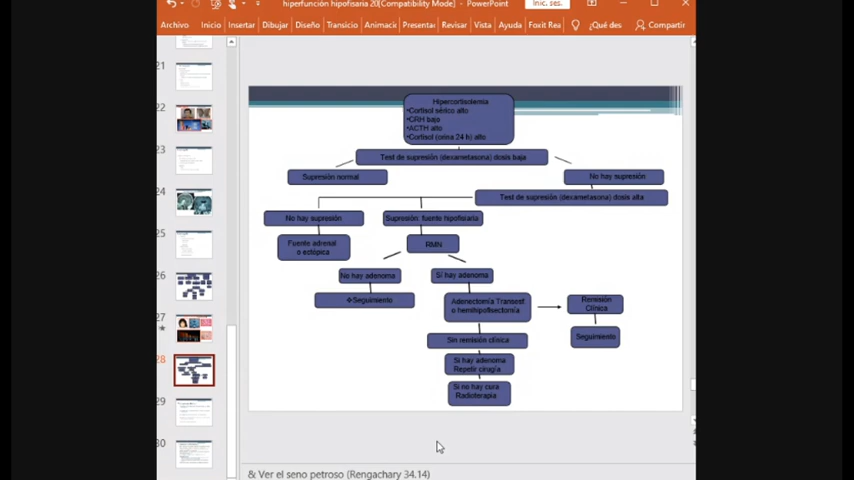 hiperfunción hipofisaria 20[Compatibility Mode] - PowerPoint
Inic. ses.
Archivo Inicio Insertar Dibujar Diseño Transicio Animacio Presentar Revisar Vista Ayuda Foxit Rea ¿Qué des Compartir
21
22
23
24
25
26
27
28
29
30
Hipercortisolemia
•Cortisol sérico alto
•CRH bajo
•ACTH alto
•Cortisol (orina 24 h) alto
Test de supresión (dexametasona) dosis baja
Supresión normal
No hay supresión
Test de supresión (dexametasona) dosis alta
No hay supresión
Supresión: fuente hipofisiaria
Fuente adrenal
o ectópica
RMN
No hay adenoma
Sí hay adenoma
❖Seguimiento
Adenectomía Transesf
o hemihipofisectomía
Remisión
Clínica
Sin remisión clínica
Seguimiento
Si hay adenoma
Repetir cirugía
Si no hay cura
Radioterapia
& Ver el seno petroso (Rengachary 34.14)